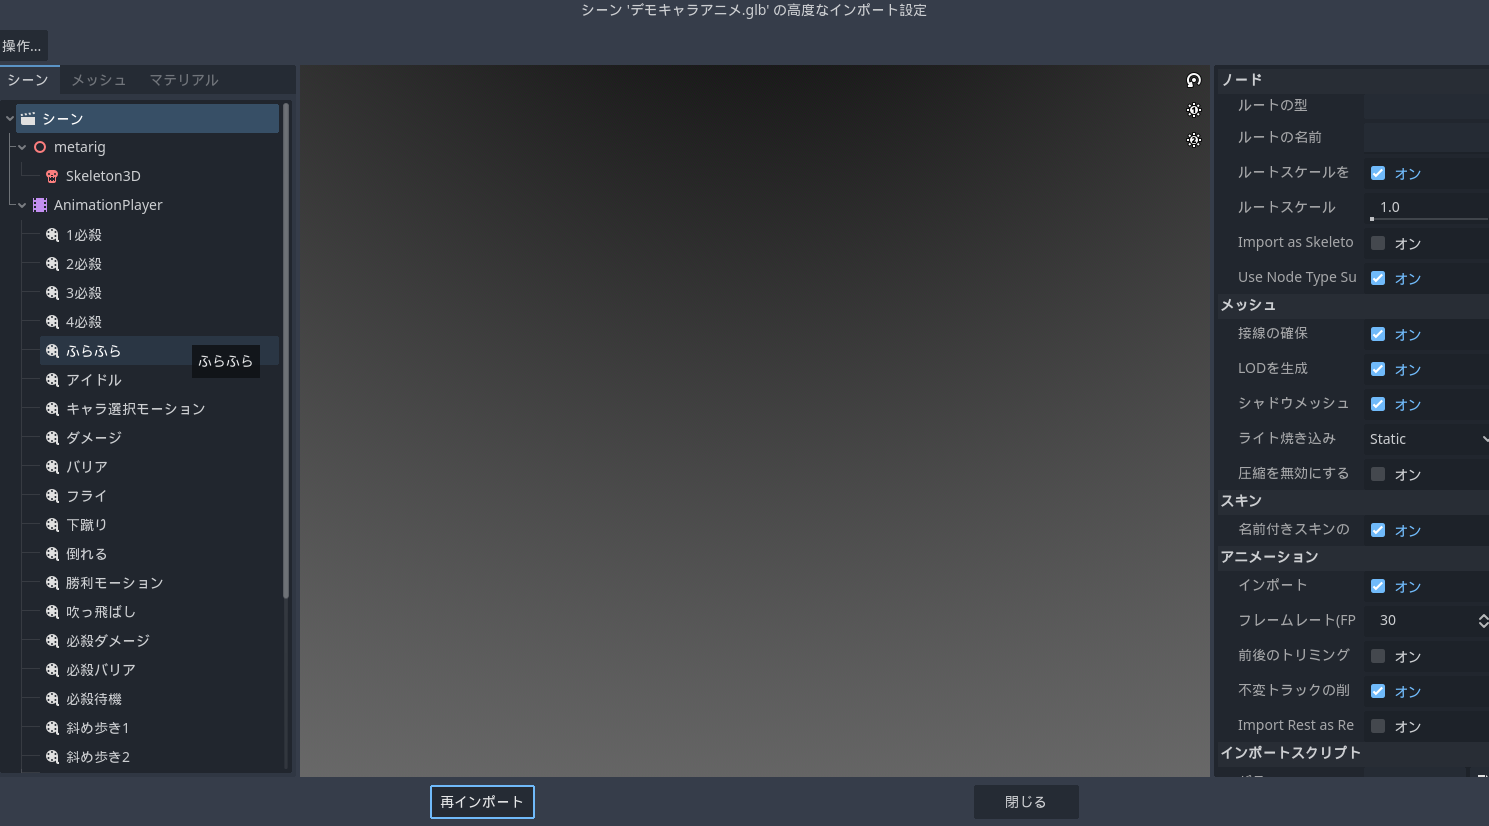 シーン 'デモキャラアニメ.glb' の高度なインポート設定
操作...
シーン メッシュ マテリアル
シーン
metarig
Skeleton3D
AnimationPlayer
1必殺
2必殺
3必殺
4必殺
ふらふら
ふらふら
アイドル
キャラ選択モーション
ダメージ
バリア
フライ
下蹴り
倒れる
勝利モーション
吹っ飛ばし
必殺ダメージ
必殺バリア
必殺待機
斜め歩き1
斜め歩き2
ノード
ルートの型
ルートの名前
ルートスケールを オン
ルートスケール 1.0
Import as Skeleto オン
Use Node Type Su オン
メッシュ
接線の確保 オン
LODを生成 オン
シャドウメッシュ オン
ライト焼き込み Static
圧縮を無効にする オン
スキン
名前付きスキンの オン
アニメーション
インポート オン
フレームレート(FP 30
前後のトリミング オン
不変トラックの削 オン
Import Rest as Re オン
インポートスクリプト
再インポート 閉じる